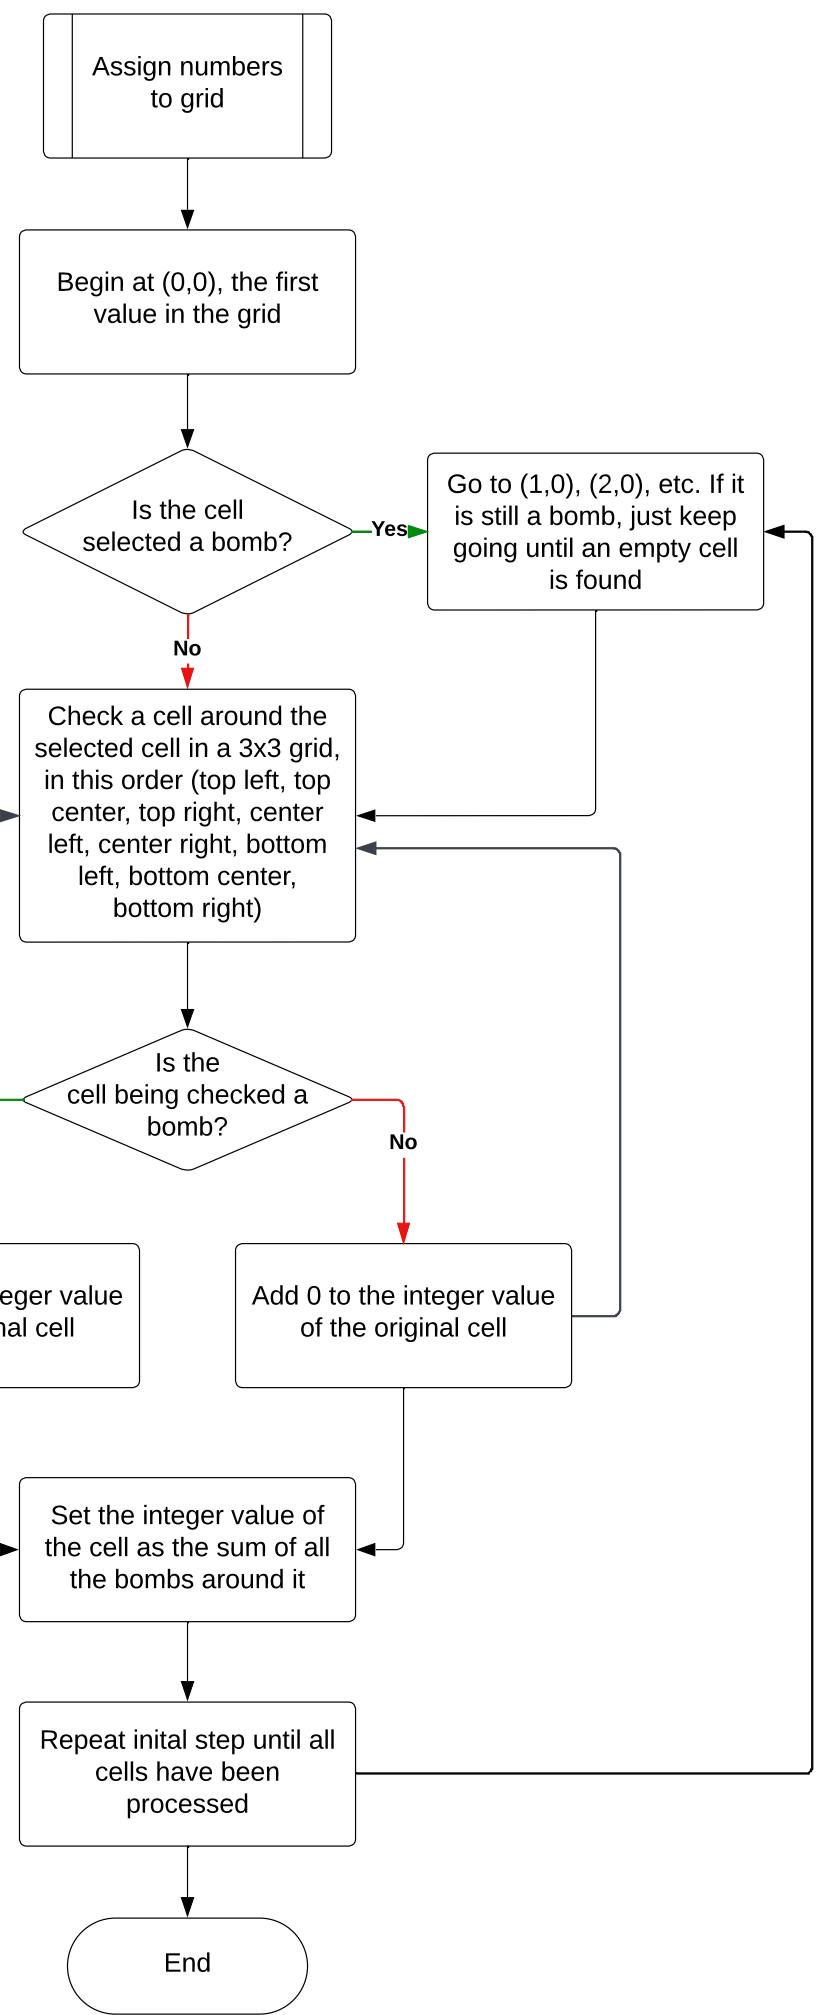 Assign numbers
to grid
Begin at (0,0), the first
value in the grid
Is the cell
selected a bomb?
Yes
Go to (1,0), (2,0), etc. If it
is still a bomb, just keep
going until an empty cell
is found
No
Check a cell around the
selected cell in a 3x3 grid,
in this order (top left, top
center, top right, center
left, center right, bottom
left, bottom center,
bottom right)
Is the
cell being checked a
bomb?
No
value
cell
Add 0 to the integer value
of the original cell
Set the integer value of
the cell as the sum of all
the bombs around it
Repeat inital step until all
cells have been
processed
End